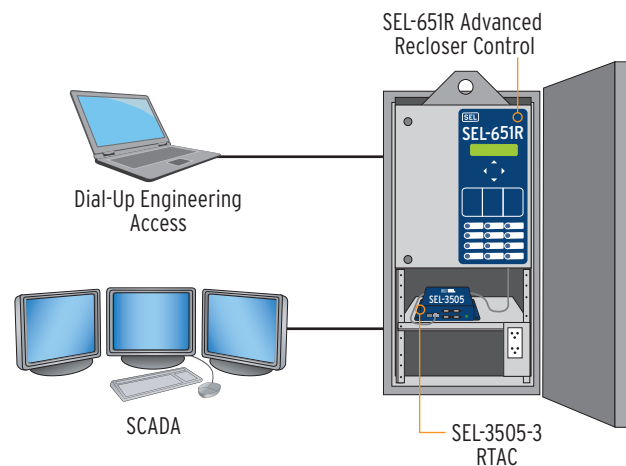 SEL-651R Advanced
Recloser Control
SEL
SEL-651R
Dial-Up Engineering
Access
SEL-3505
SCADA
SEL-3505-3
RTAC